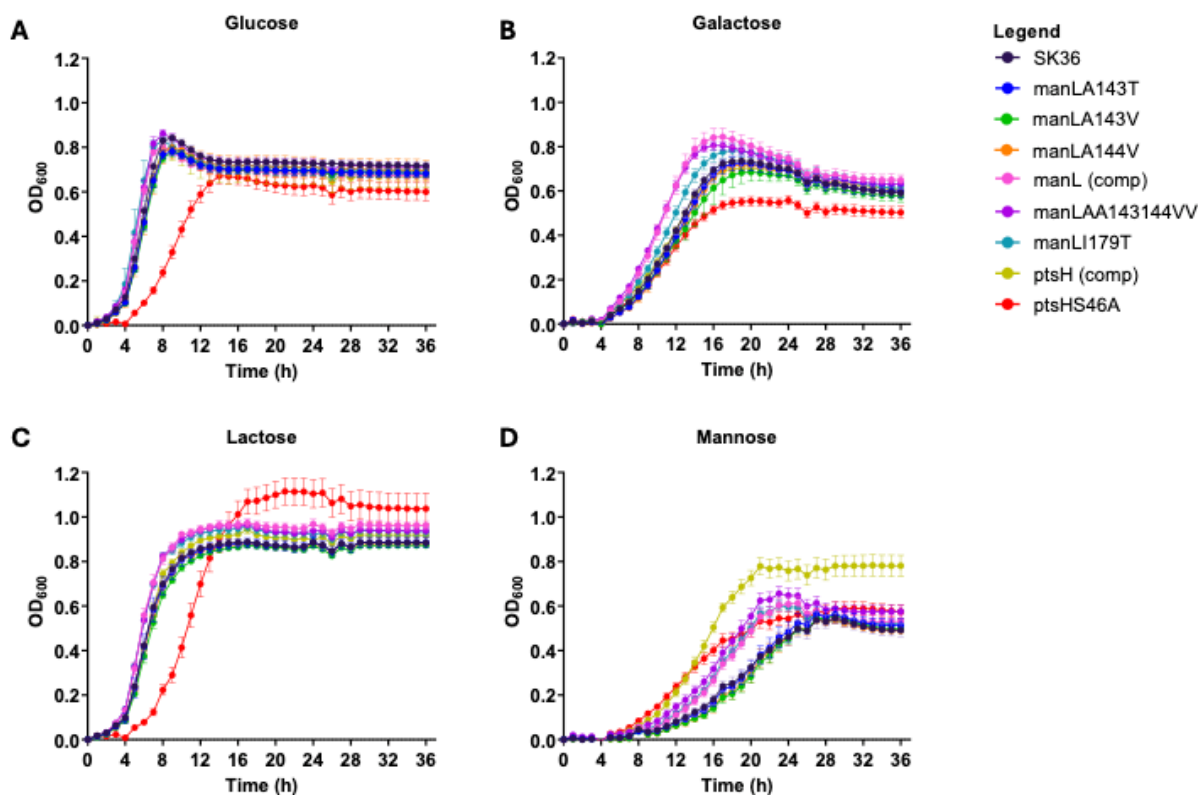 A
Glucose
1.2
1.0
0.8
0.6
0.4
0.2
0.0
OD600
0 4 8 12 16 20 24 28 32 36
Time (h)
B
Galactose
1.2
1.0
0.8
0.6
0.4
0.2
0.0
OD600
0 4 8 12 16 20 24 28 32 36
Time (h)
Legend
SK36
manLA143T
manLA143V
manLA144V
manL (comp)
manLAA143144VV
manLI179T
ptsH (comp)
ptsHS46A
C
Lactose
1.2
1.0
0.8
0.6
0.4
0.2
0.0
OD600
0 4 8 12 16 20 24 28 32 36
Time (h)
D
Mannose
1.2
1.0
0.8
0.6
0.4
0.2
0.0
OD600
0 4 8 12 16 20 24 28 32 36
Time (h)